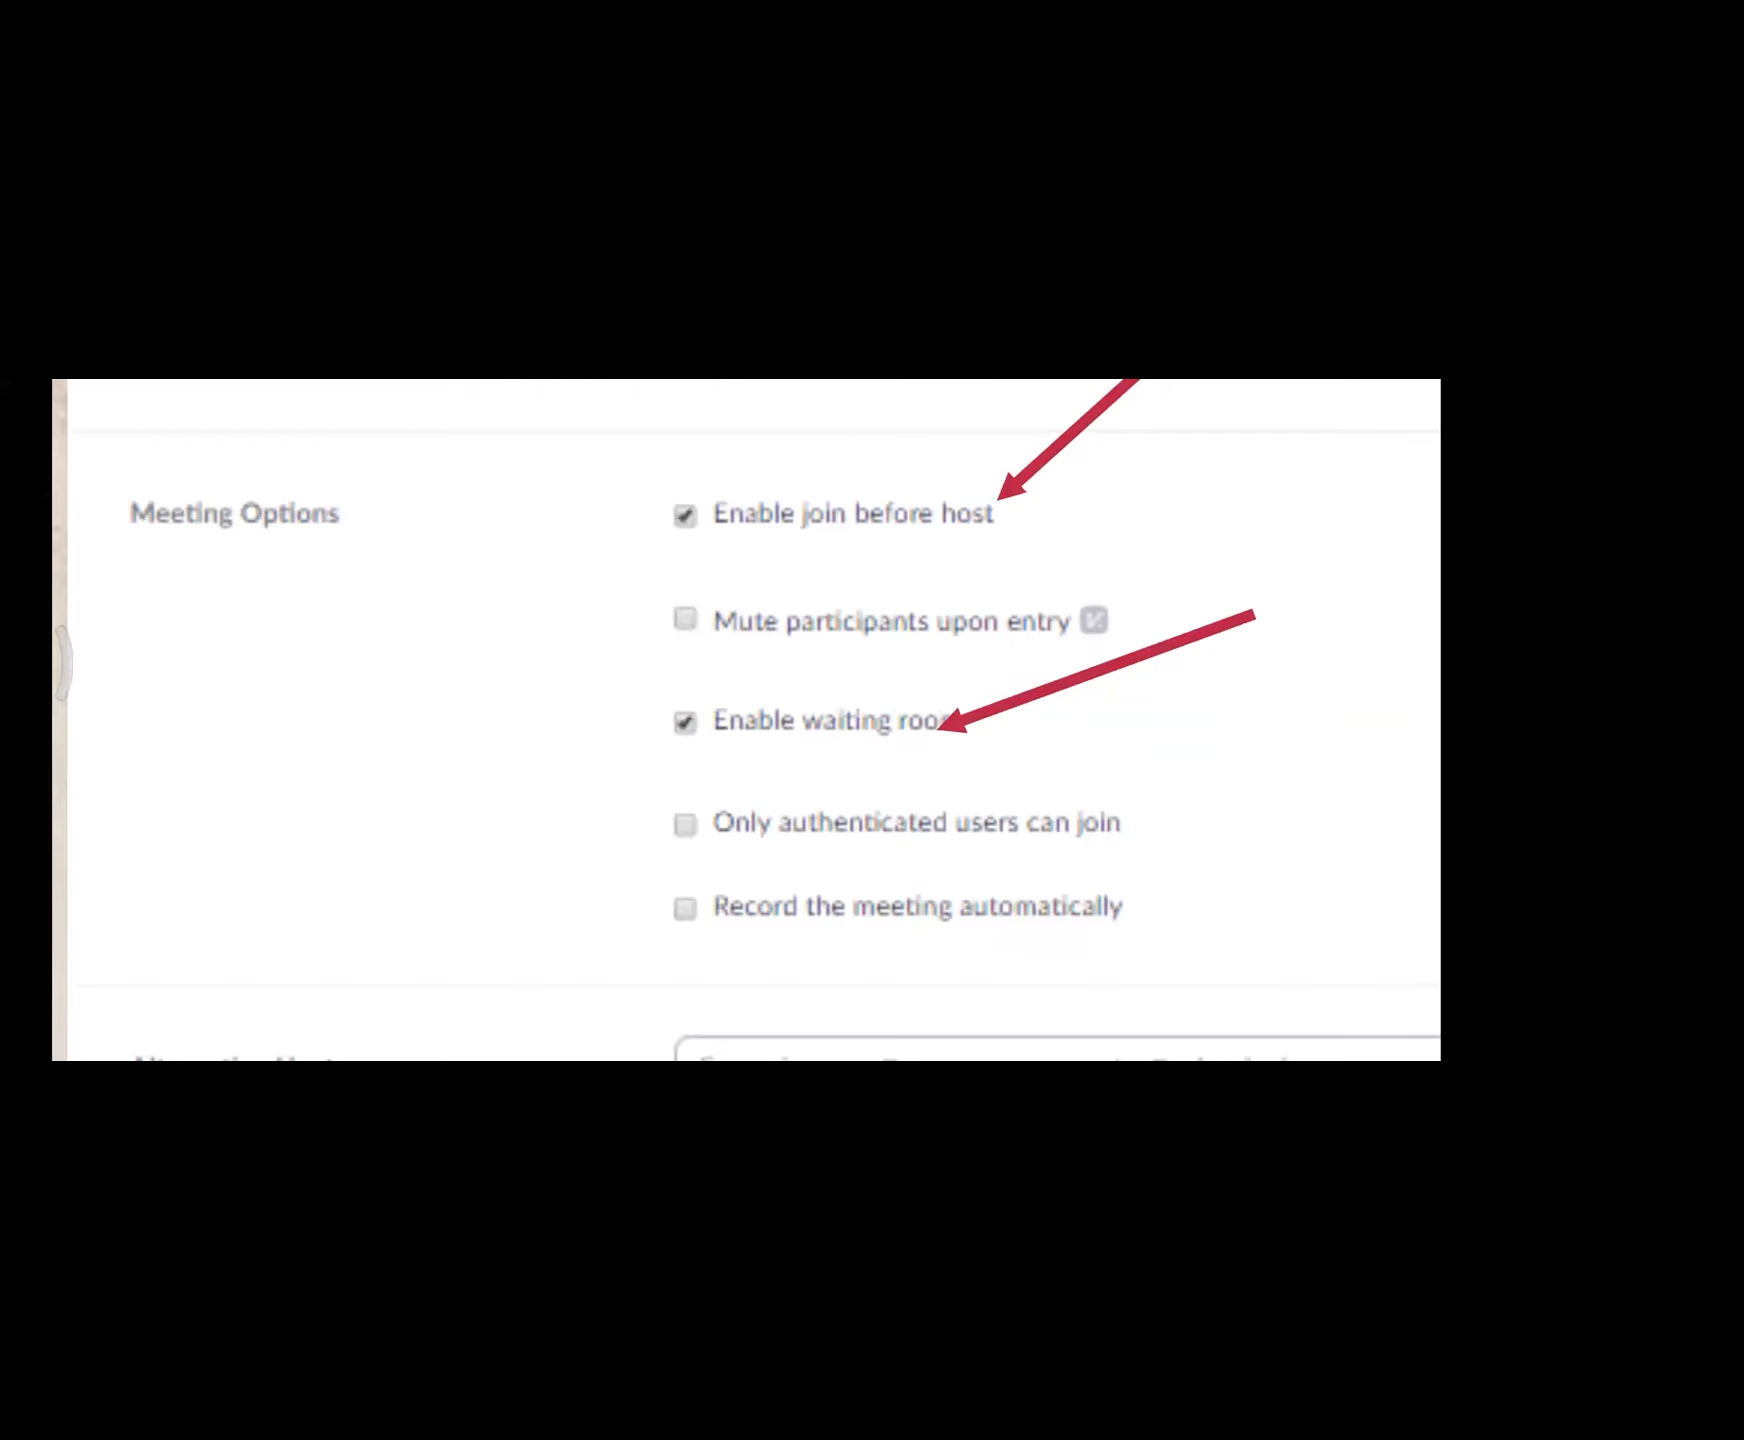 Meeting Options
Enable join before host
Mute participants upon entry
Enable waiting
Only authenticated users can join
Record the meeting automatically